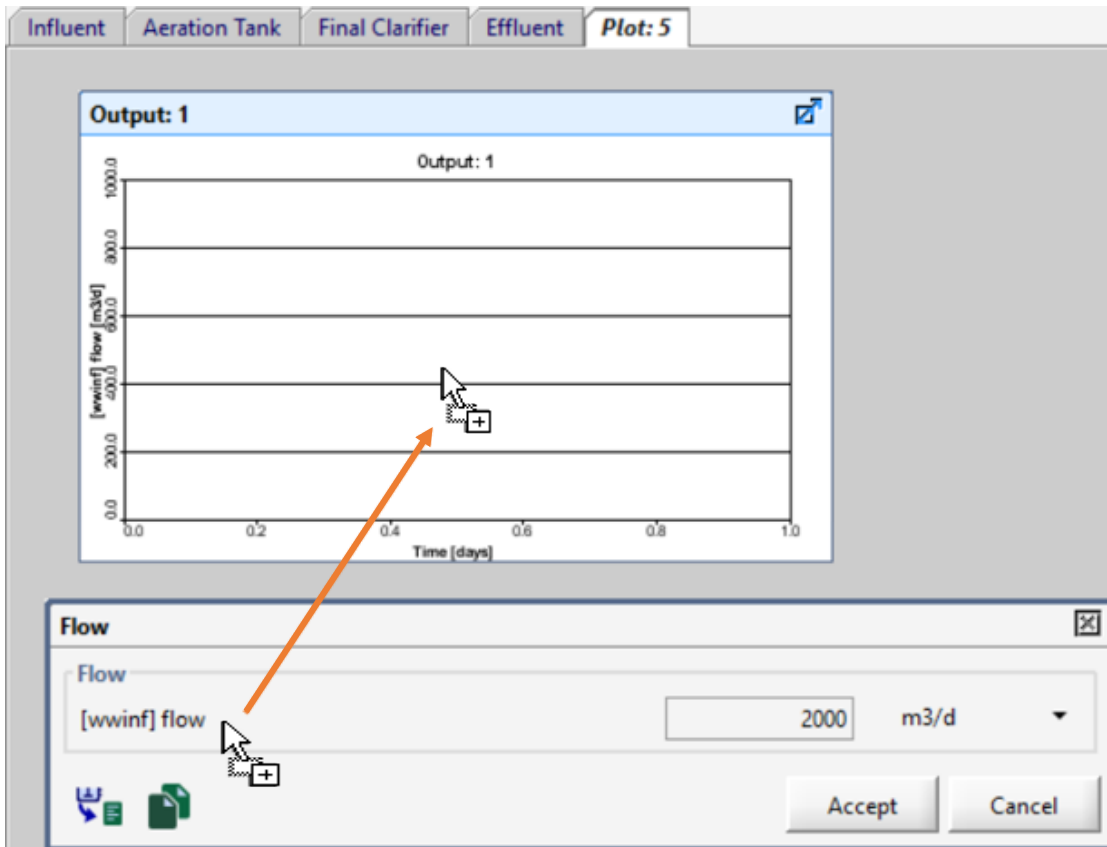 Influent Aeration Tank Final Clarifier Effluent Plot: 5
Output: 1
Output: 1
1000.0
800.0
600.0
400.0
200.0
0.0
[wwinf] flow [m3/d]
0.0 0.2 0.4 0.6 0.8 1.0
Time [days]
Flow
Flow
[wwinf] flow 2000 m3/d
Accept Cancel